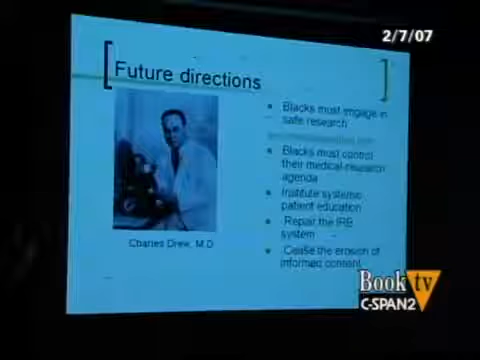 2/7/07
Future directions
Blacks must engage in
safe research
Blacks must control
their medical-research
agenda
Institute systemic
patient education
Repair the IRB
system
Cease the erosion of
informed consent
Charles Drew, M.D
Book tv
C-SPAN2